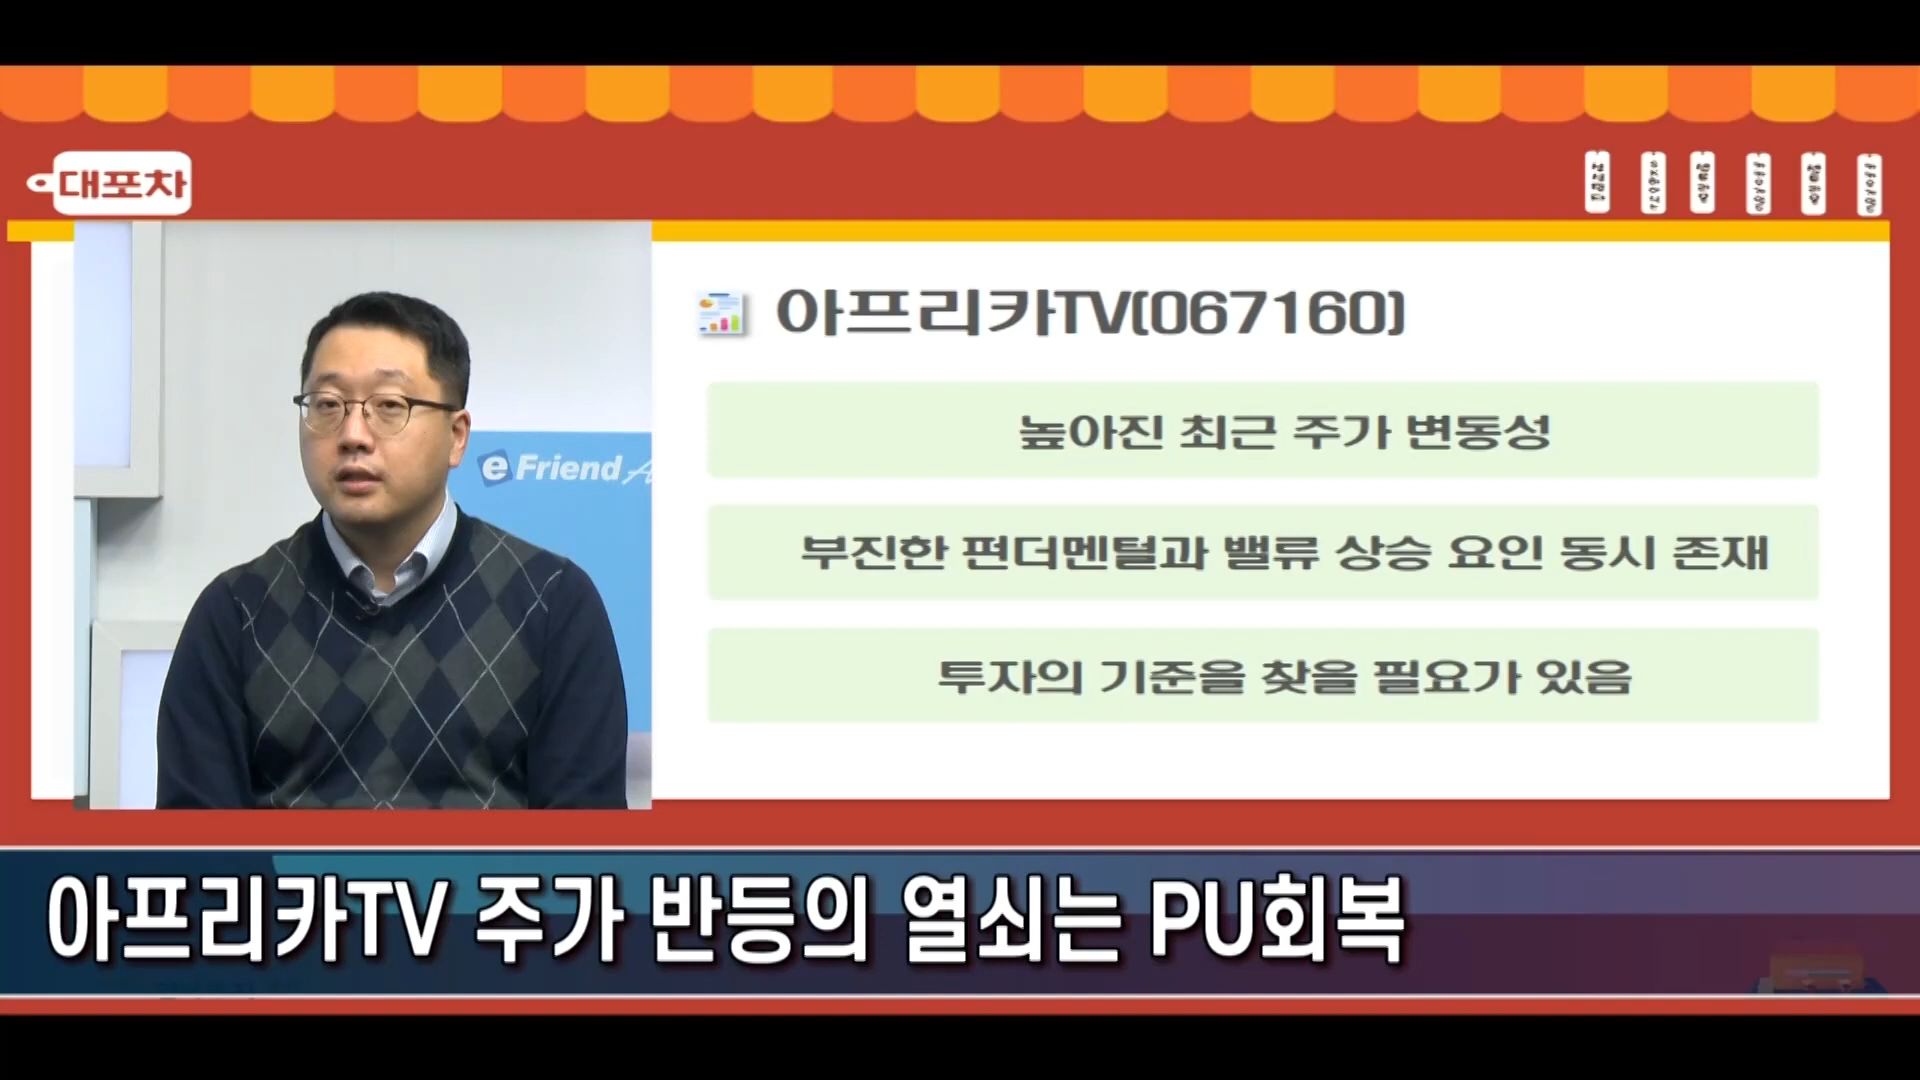 대포차
아프리카TV(067160)
높아진 최근 주가 변동성
e Friend
부진한 펀더멘털과 밸류 상승 요인 동시 존재
투자의 기준을 찾을 필요가 있음
아프리카TV 주가 반등의 열쇠는 PU회복